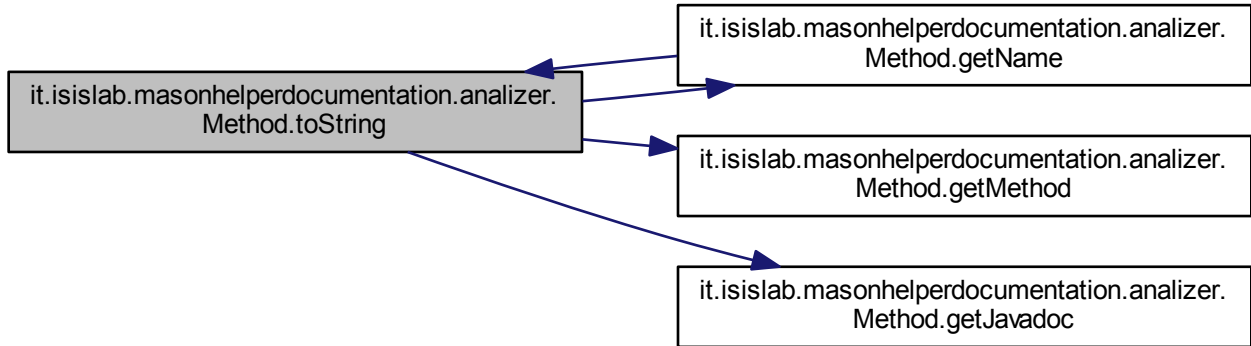 it.isislab.masonhelperdocumentation.analizer.
Method.toString
it.isislab.masonhelperdocumentation.analizer.
Method.getName
it.isislab.masonhelperdocumentation.analizer.
Method.getMethod
it.isislab.masonhelperdocumentation.analizer.
Method.getJavadoc